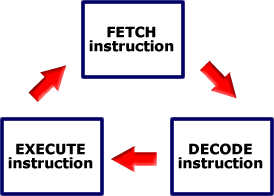 FETCH
instruction
EXECUTE
instruction
DECODE
instruction